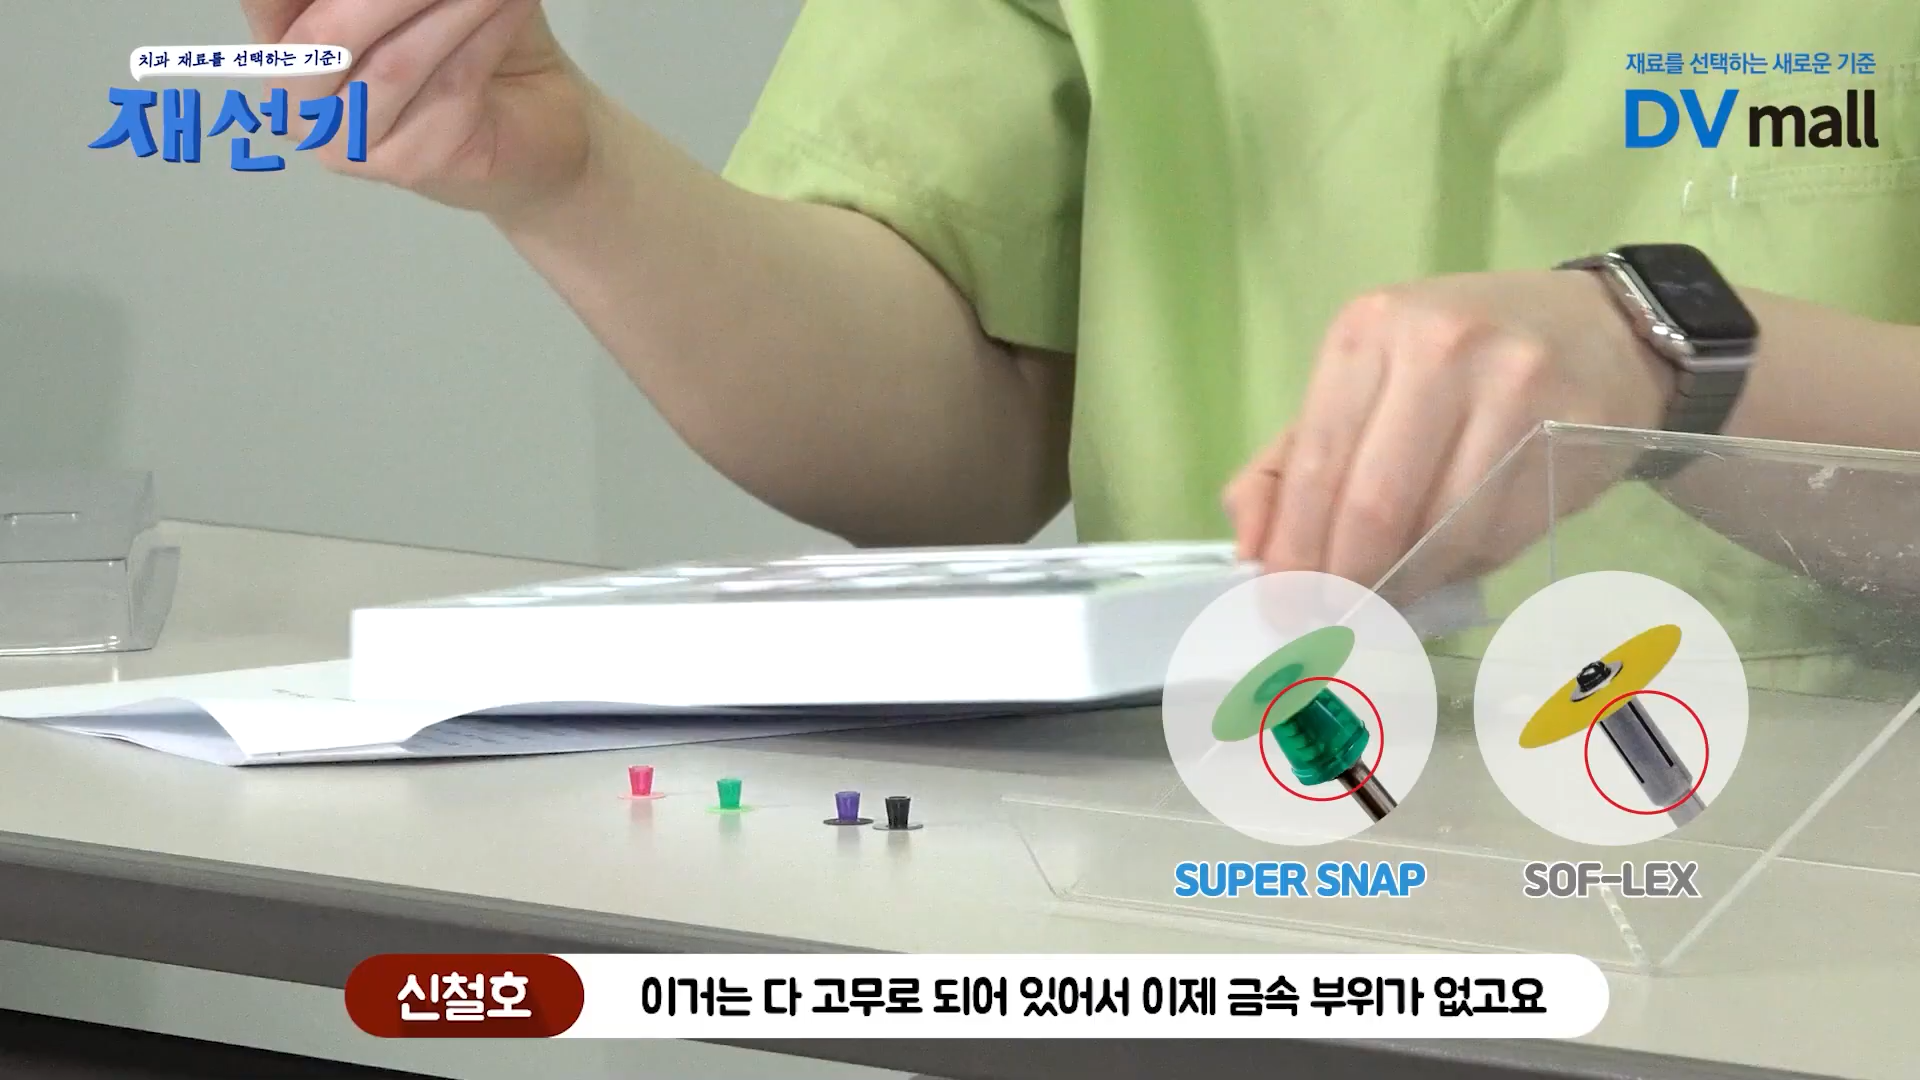 치과 재료를 선택하는 기준!
재선기
재료를 선택하는 새로운 기준
DV mall
SUPER SNAP
SOF-LEX
신철호
이거는 다 고무로 되어 있어서 이제 금속 부위가 없고요